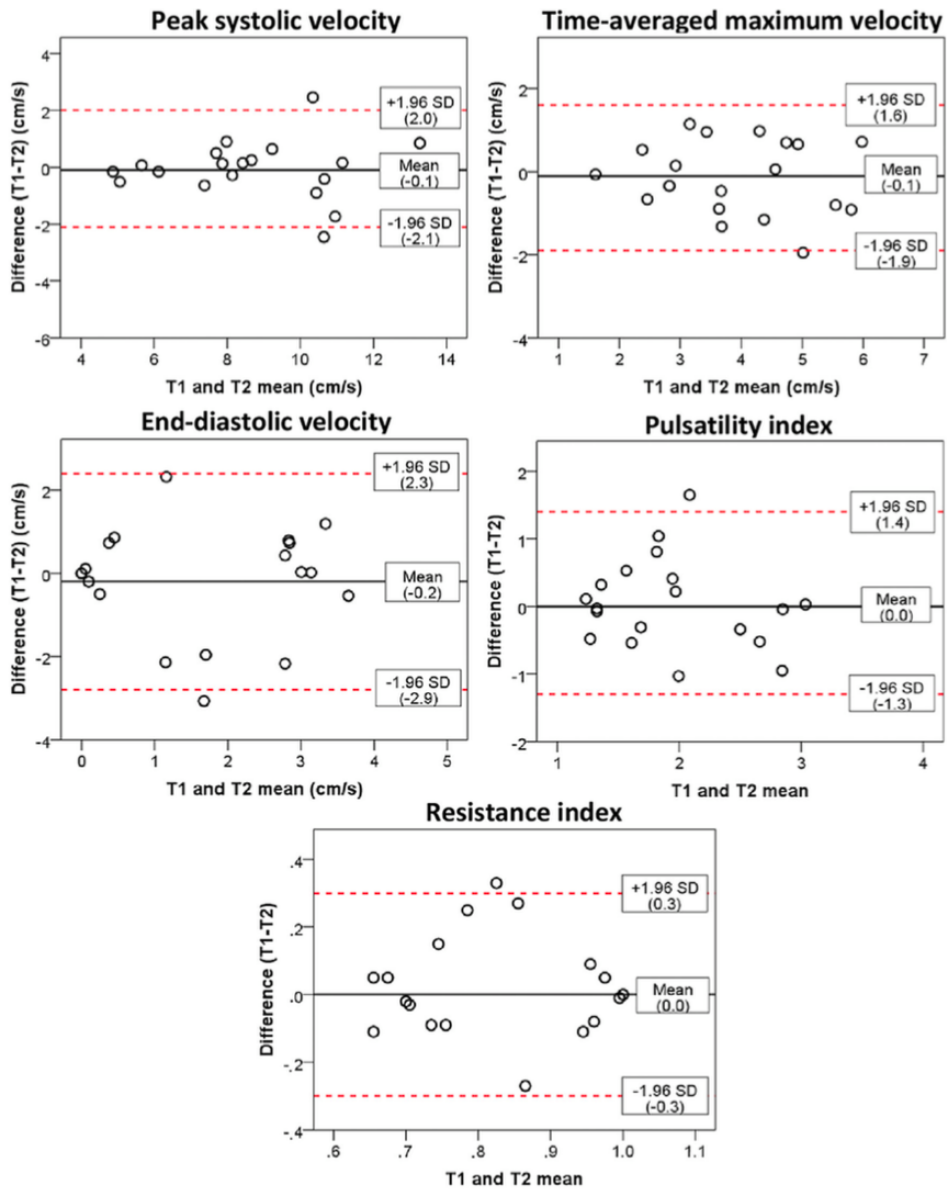 Peak systolic velocity
Difference (T1-T2) (cm/s)
4
2
0
-2
-4
-6
+1.96 SD
(2.0)
Mean
(-0.1)
-1.96 SD
(-2.1)
4 6 8 10 12 14
T1 and T2 mean (cm/s)
Time-averaged maximum velocity
Difference (T1-T2) (cm/s)
2
0
-2
-4
+1.96 SD
(1.6)
Mean
(-0.1)
-1.96 SD
(-1.9)
1 2 3 4 5 6 7
T1 and T2 mean (cm/s)
End-diastolic velocity
Difference (T1-T2) (cm/s)
2
0
-2
-4
+1.96 SD
(2.3)
Mean
(-0.2)
-1.96 SD
(-2.9)
0 1 2 3 4 5
T1 and T2 mean (cm/s)
Pulsatility index
Difference (T1-T2)
2
1
0
-1
-2
+1.96 SD
(1.4)
Mean
(0.0)
-1.96 SD
(-1.3)
1 2 3 4
T1 and T2 mean
Resistance index
Difference (T1-T2)
.4
.2
.0
-.2
-.4
+1.96 SD
(0.3)
Mean
(0.0)
-1.96 SD
(-0.3)
.6 .7 .8 .9 1.0 1.1
T1 and T2 mean